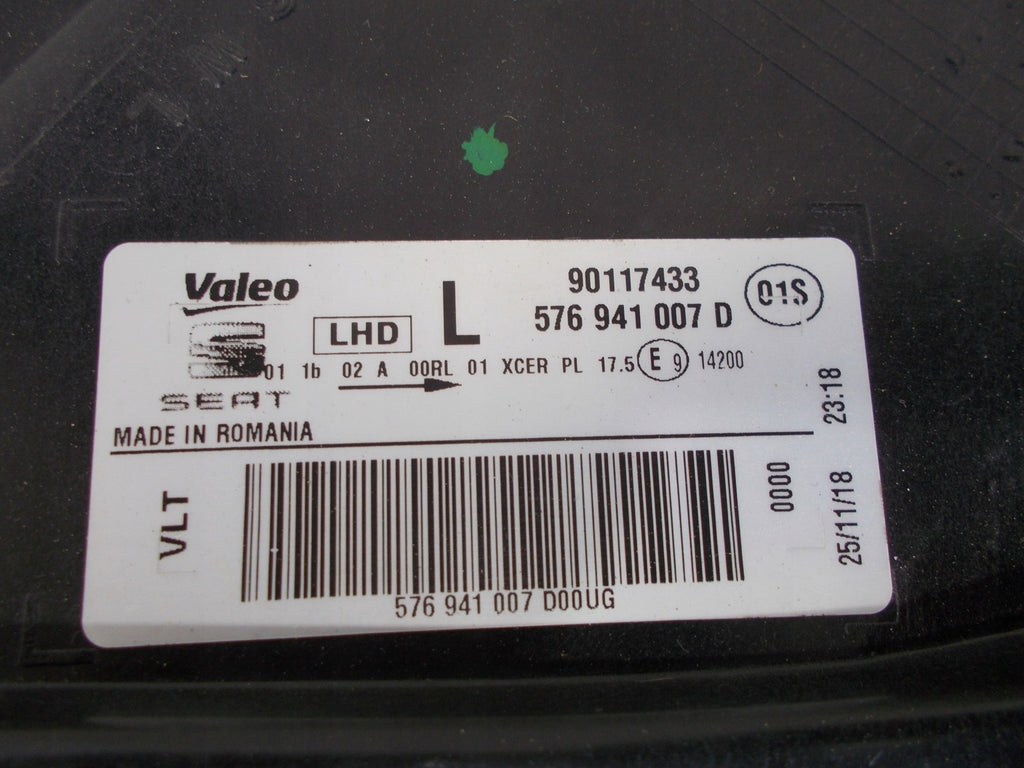 Valeo
LHD
L
90117433
576 941 007 D
01S
01 1b 02 A 00RL 01 XCER PL 17.5 E 9 14200
SEAT
MADE IN ROMANIA
23:18
VLT
0000
25/11/18
576 941 007 D00UG